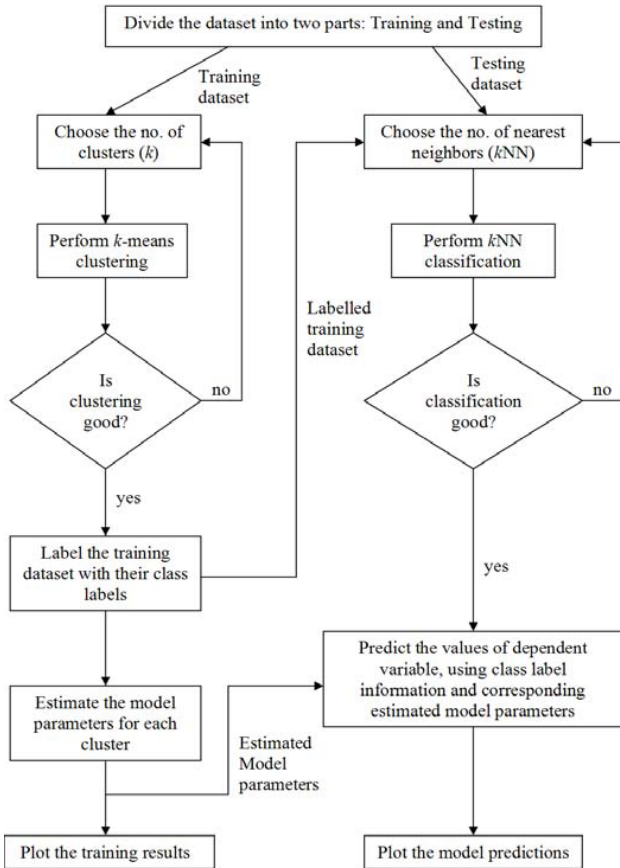 Divide the dataset into two parts: Training and Testing
Training
dataset
Testing
dataset
Choose the no. of
clusters (k)
Choose the no. of nearest
neighbors (kNN)
Perform k-means
clustering
Perform kNN
classification
Labelled
training
dataset
Is
clustering
good?
no
Is
classification
good?
no
yes
Label the training
dataset with their class
labels
yes
Predict the values of dependent
variable, using class label
information and corresponding
estimated model parameters
Estimate the model
parameters for each
cluster
Estimated
Model
parameters
Plot the training results
Plot the model predictions